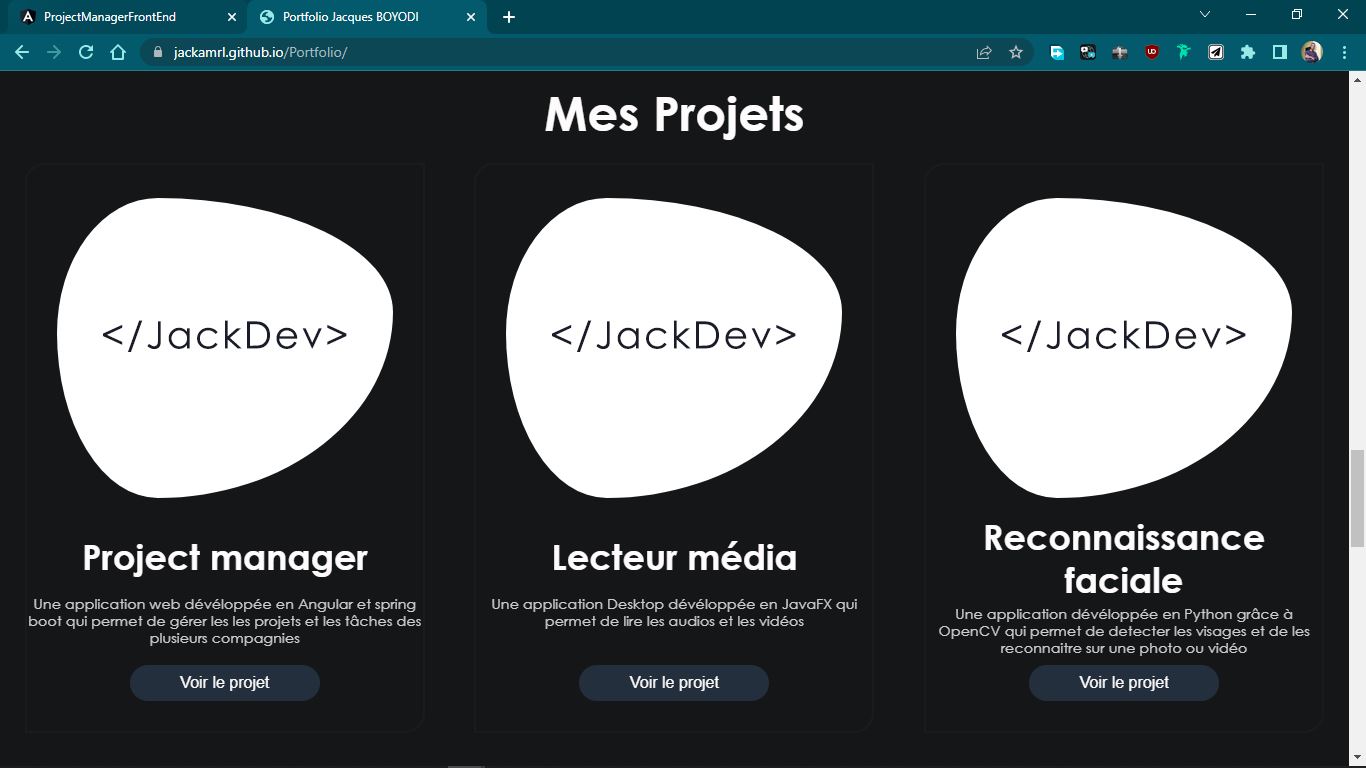 ProjectManagerFrontEnd
Portfolio Jacques BOYODI
jackamrl.github.io/Portfolio/
Mes Projets
</JackDev>
Project manager
Une application web dévéloppée en Angular et spring
boot qui permet de gérer les les projets et les tâches des
plusieurs compagnies
Voir le projet
</JackDev>
Lecteur média
Une application Desktop dévéloppée en JavaFX qui
permet de lire les audios et les vidéos
Voir le projet
</JackDev>
Reconnaissance
faciale
Une application dévéloppée en Python grâce à
OpenCV qui permet de detecter les visages et de les
reconnaitre sur une photo ou vidéo
Voir le projet